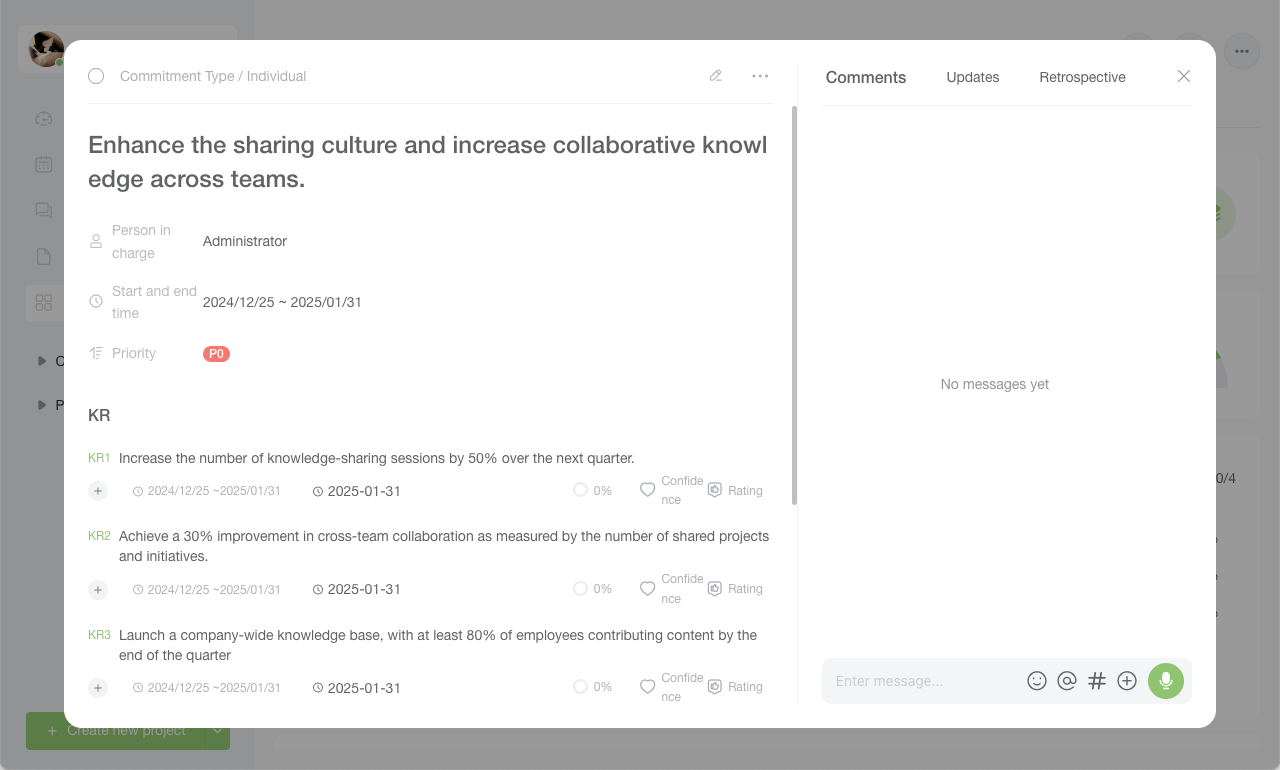 Commitment Type / Individual
Comments
Updates
Retrospective
Enhance the sharing culture and increase collaborative knowl
edge across teams.
Person in
charge
Administrator
Start and end
time
2024/12/25 ~ 2025/01/31
Priority
P0
KR
KR1 Increase the number of knowledge-sharing sessions by 50% over the next quarter.
2024/12/25 ~2025/01/31
2025-01-31
0%
Confide
nce
Rating
KR2 Achieve a 30% improvement in cross-team collaboration as measured by the number of shared projects
and initiatives.
2024/12/25 ~2025/01/31
2025-01-31
0%
Confide
nce
Rating
KR3 Launch a company-wide knowledge base, with at least 80% of employees contributing content by the
end of the quarter
2024/12/25 ~2025/01/31
2025-01-31
0%
Confide
nce
Rating
No messages yet
Enter message...
0/4
Create new project